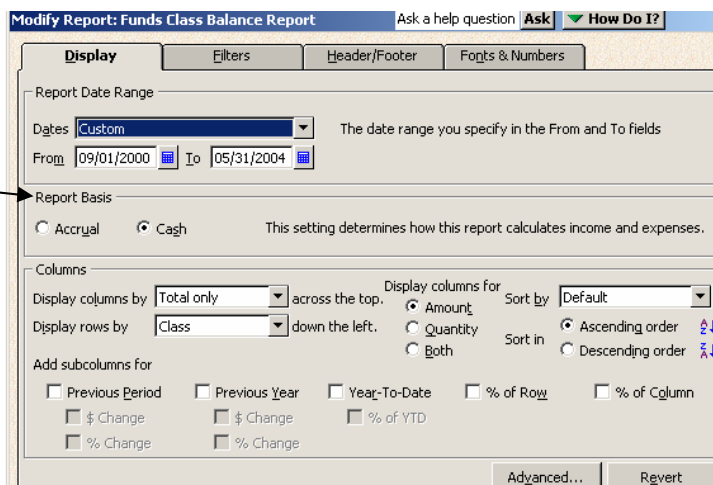 Modify Report: Funds Class Balance Report Ask a help question Ask How Do I?
Display Filters Header/Footer Fonts & Numbers
Report Date Range
Dates Custom The date range you specify in the From and To fields
From 09/01/2000 To 05/31/2004
Report Basis
Accrual Cash This setting determines how this report calculates income and expenses.
Columns
Display columns by Total only across the top. Display columns for Amount Sort by Default
Display rows by Class down the left. Quantity Sort in Ascending order
Both Descending order
Add subcolumns for
Previous Period Previous Year Year-To-Date % of Row % of Column
$ Change $ Change % of YTD
% Change % Change
Advanced... Revert